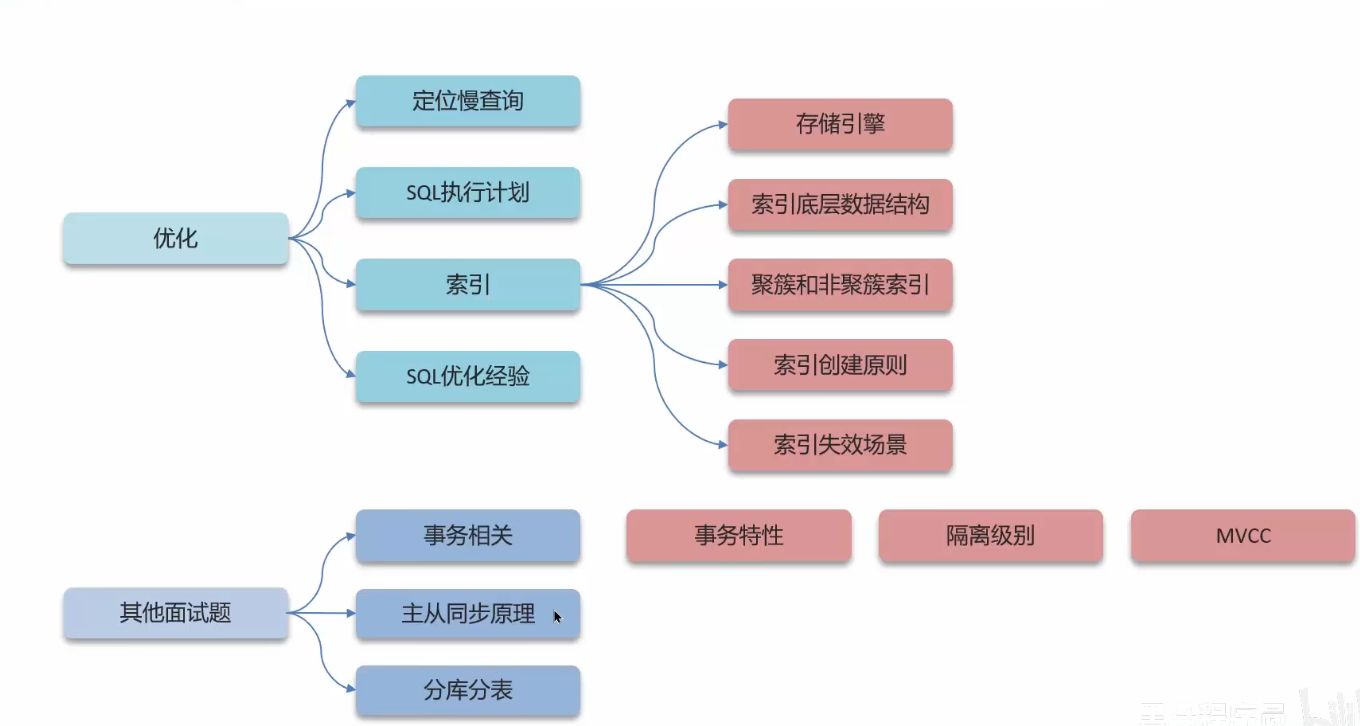 优化
定位慢查询
SQL执行计划
索引
SQL优化经验
存储引擎
索引底层数据结构
聚簇和非聚簇索引
索引创建原则
索引失效场景
其他面试题
事务相关
主从同步原理
分库分表
事务特性
隔离级别
MVCC